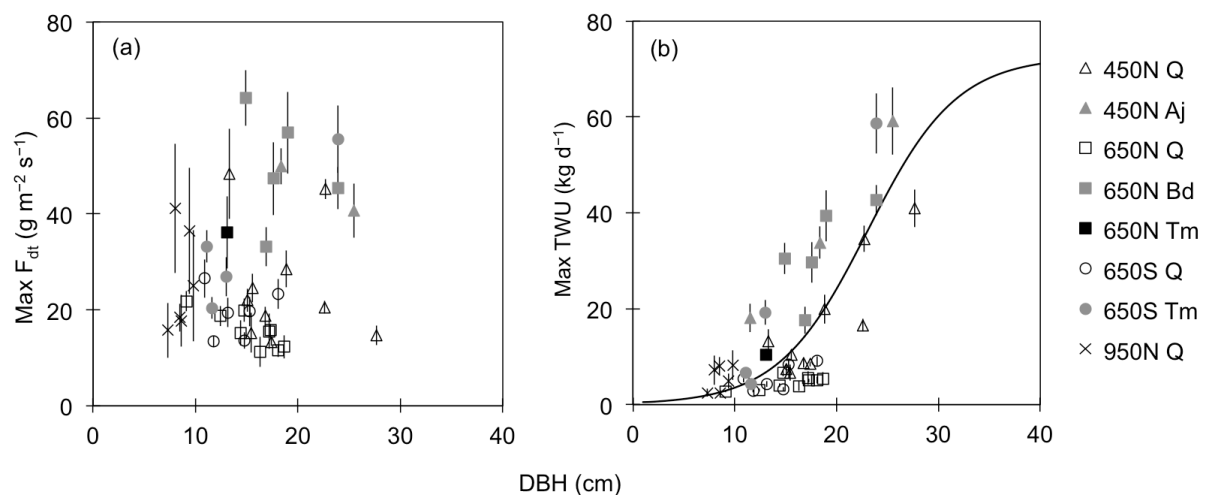 (a)
Max F_dt (g m⁻² s⁻¹)
80
60
40
20
0
0 10 20 30 40
(b)
Max TWU (kg d⁻¹)
80
60
40
20
0
0 10 20 30 40
DBH (cm)
450N Q
450N Aj
650N Q
650N Bd
650N Tm
650S Q
650S Tm
950N Q